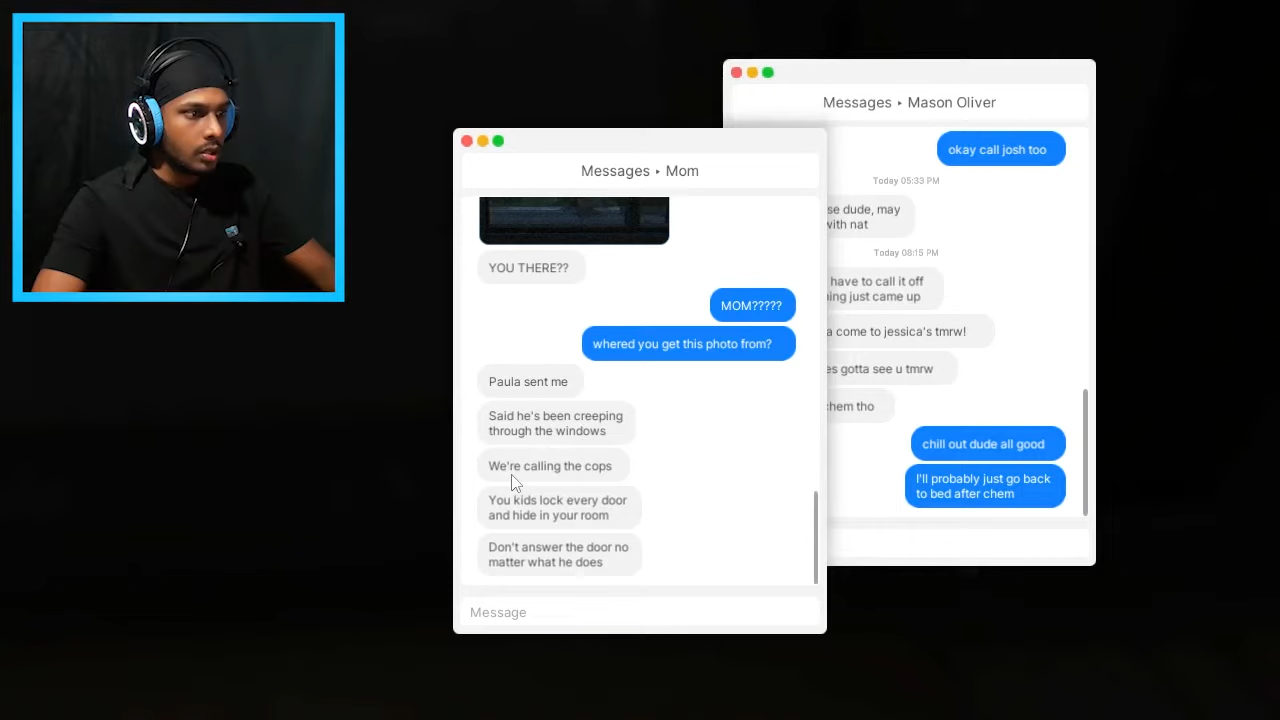 Messages ▸ Mom
YOU THERE??
MOM?????
whered you get this photo from?
Paula sent me
Said he's been creeping
through the windows
We're calling the cops
You kids lock every door
and hide in your room
Don't answer the door no
matter what he does
Message
Messages ▸ Mason Oliver
okay call josh too
Today 05:33 PM
dude, may
with nat
Today 08:15 PM
have to call it off
just came up
come to jessica's tmrw!
gotta see u tmrw
chem tho
chill out dude all good
I'll probably just go back
to bed after chem